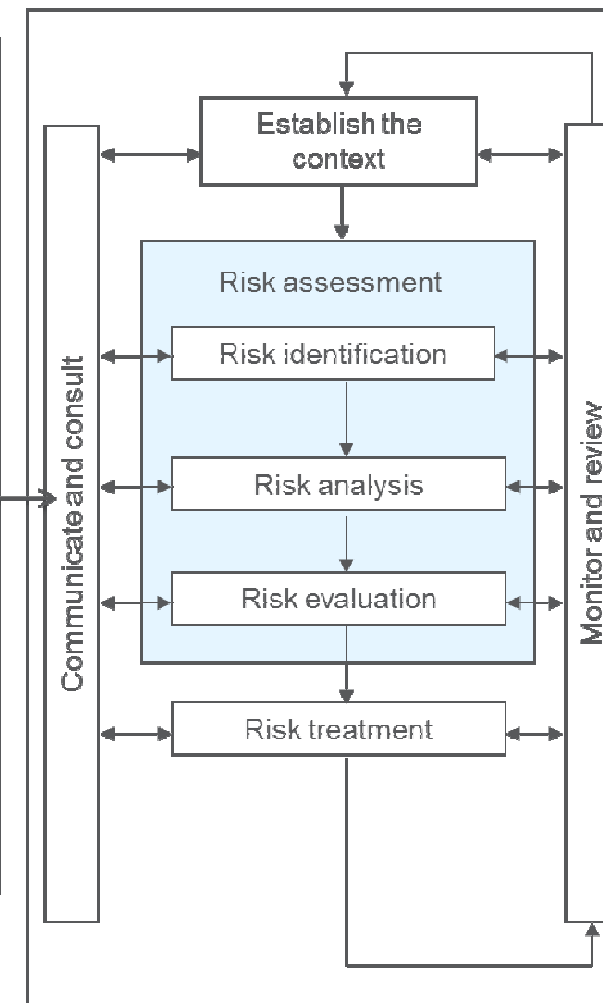 Establish the
context
Risk assessment
Risk identification
Risk analysis
Risk evaluation
Risk treatment
Communicate and consult
Monitor and review